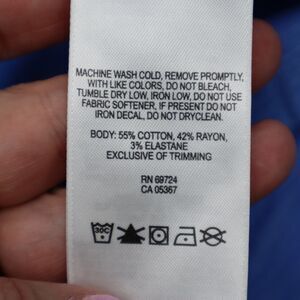 MACHINE WASH COLD, REMOVE PROMPTLY,
WITH LIKE COLORS, DO NOT BLEACH,
TUMBLE DRY LOW, IRON LOW, DO NOT USE
FABRIC SOFTENER, IF PRESENT DO NOT
IRON DECAL, DO NOT DRYCLEAN.
BODY: 55% COTTON, 42% RAYON,
3% ELASTANE
EXCLUSIVE OF TRIMMING
RN 69724
CA 05367
30C